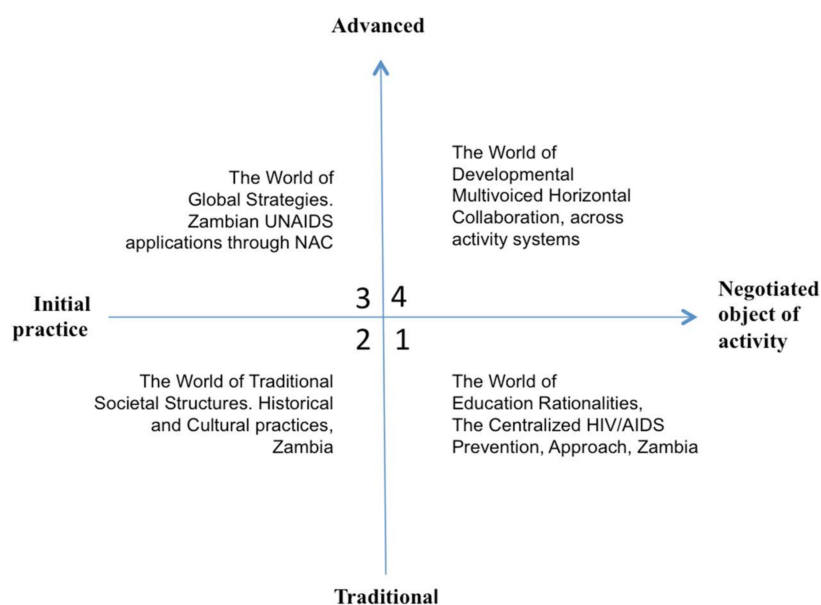 Advanced
The World of
Global Strategies.
Zambian UNAIDS
applications through NAC
The World of
Developmental
Multivoiced Horizontal
Collaboration, across
activity systems
3 4
Initial
practice
Negotiated
object of
activity
2 1
The World of Traditional
Societal Structures. Historical
and Cultural practices,
Zambia
The World of
Education Rationalities,
The Centralized HIV/AIDS
Prevention, Approach, Zambia
Traditional